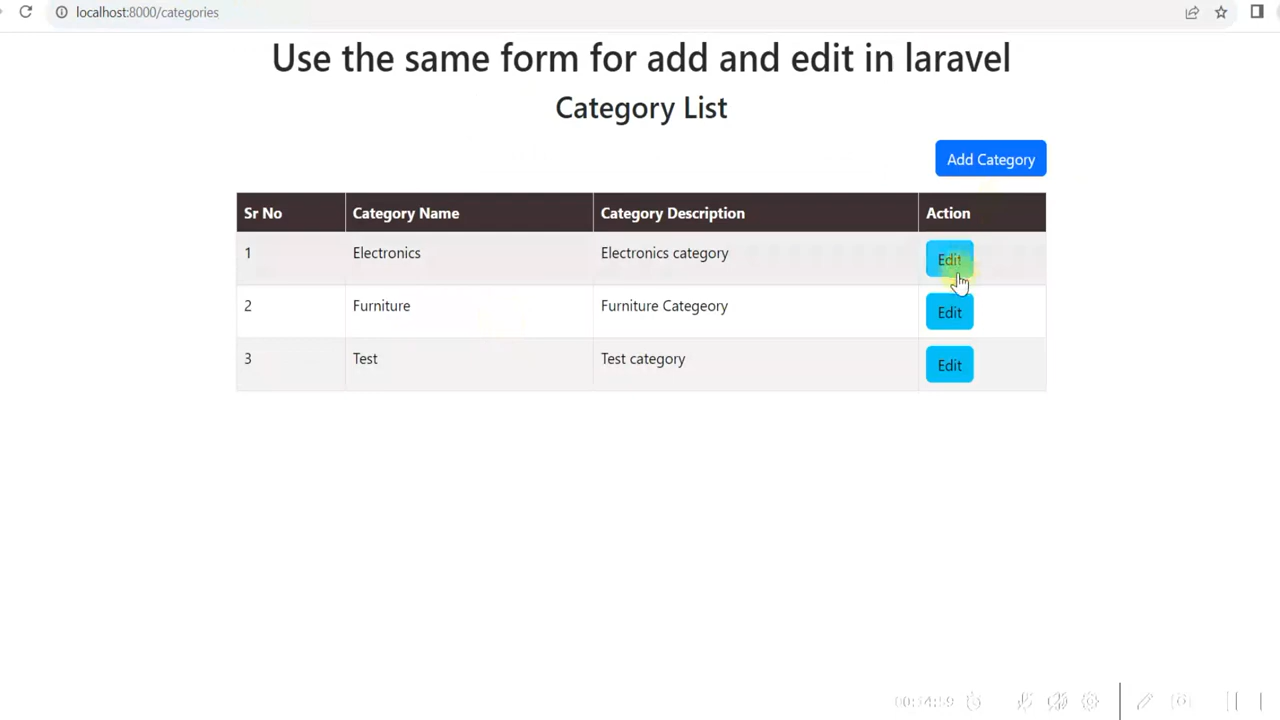 localhost:8000/categories
Use the same form for add and edit in laravel
Category List
Add Category
Sr No Category Name Category Description Action
1 Electronics Electronics category Edit
2 Furniture Furniture Categeory Edit
3 Test Test category Edit